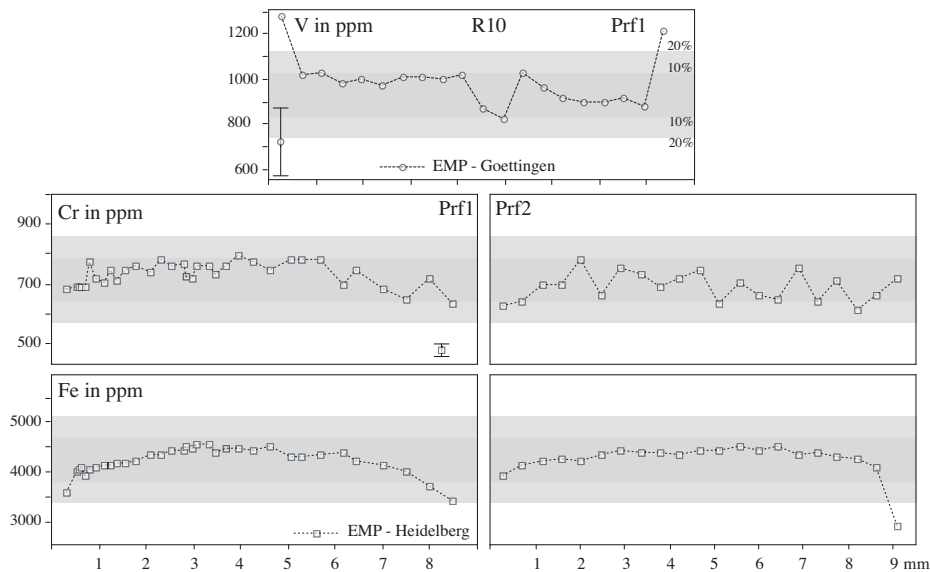 V in ppm R10 Prf1
1200
1000
800
600
20%
10%
10%
20%
EMP - Goettingen
Cr in ppm Prf1
Prf2
900
700
500
Fe in ppm
5000
4000
3000
EMP - Heidelberg
1 2 3 4 5 6 7 8
1 2 3 4 5 6 7 8 9 mm